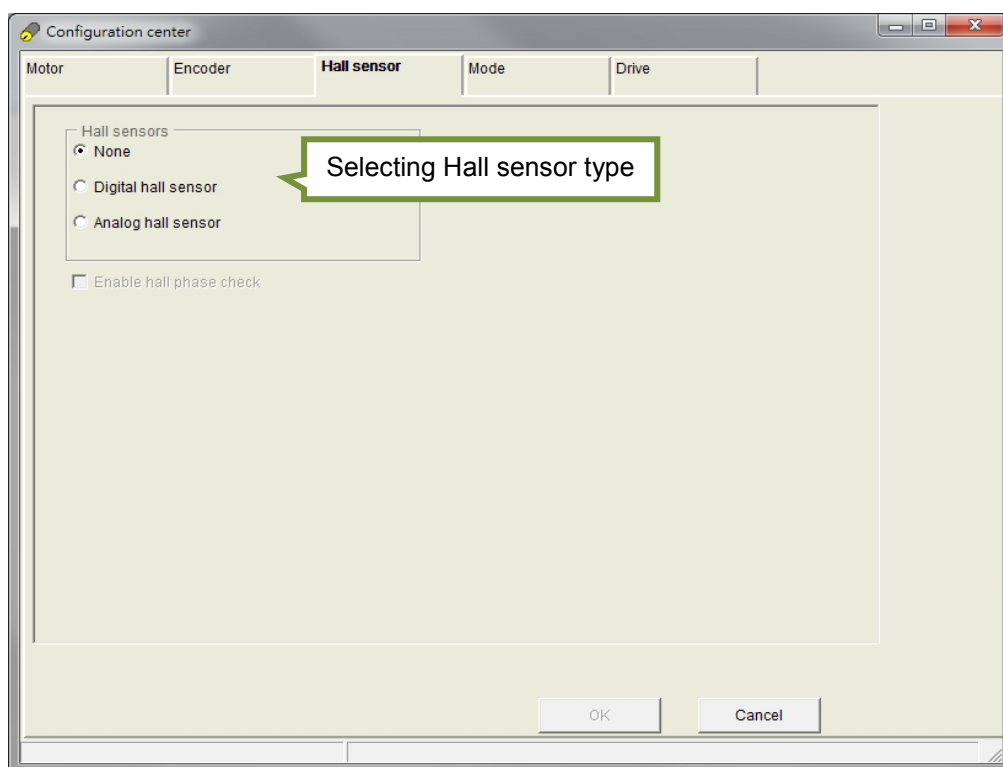 Configuration center
Motor Encoder Hall sensor Mode Drive
Hall sensors
None
Digital hall sensor
Analog hall sensor
Selecting Hall sensor type
Enable hall phase check
OK Cancel